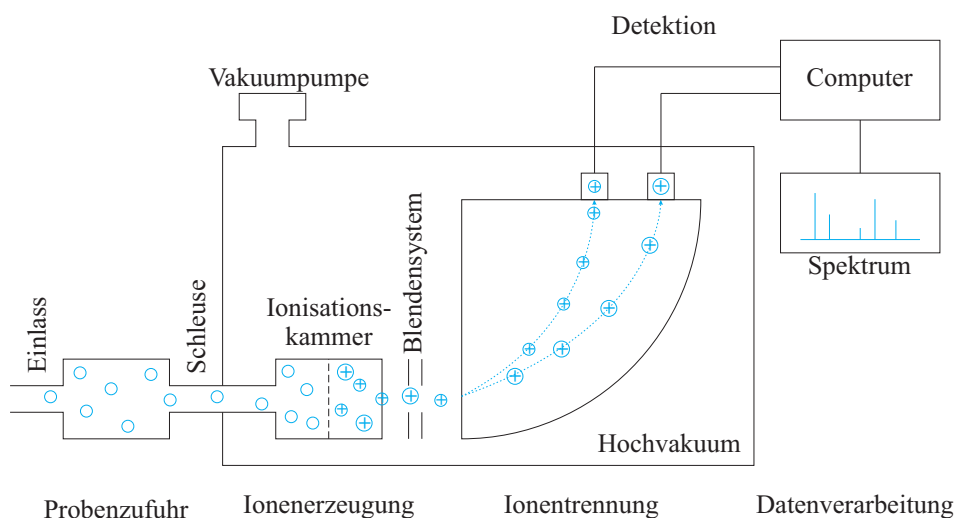 Detektion
Vakuumpumpe
Computer
Spektrum
Einlass
Schleuse
Ionisations-
kammer
Blendensystem
Hochvakuum
Probenzufuhr
Ionenerzeugung
Ionentrennung
Datenverarbeitung